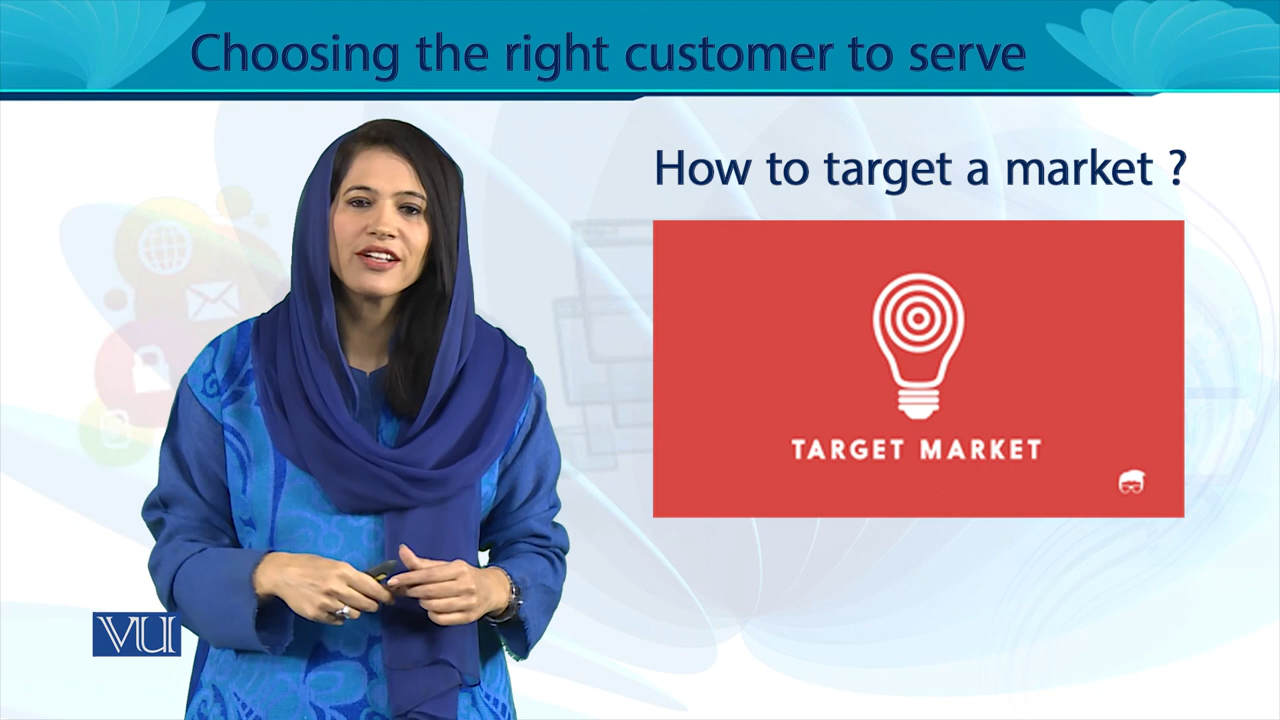 Choosing the right customer to serve
How to target a market ?
TARGET MARKET
VU